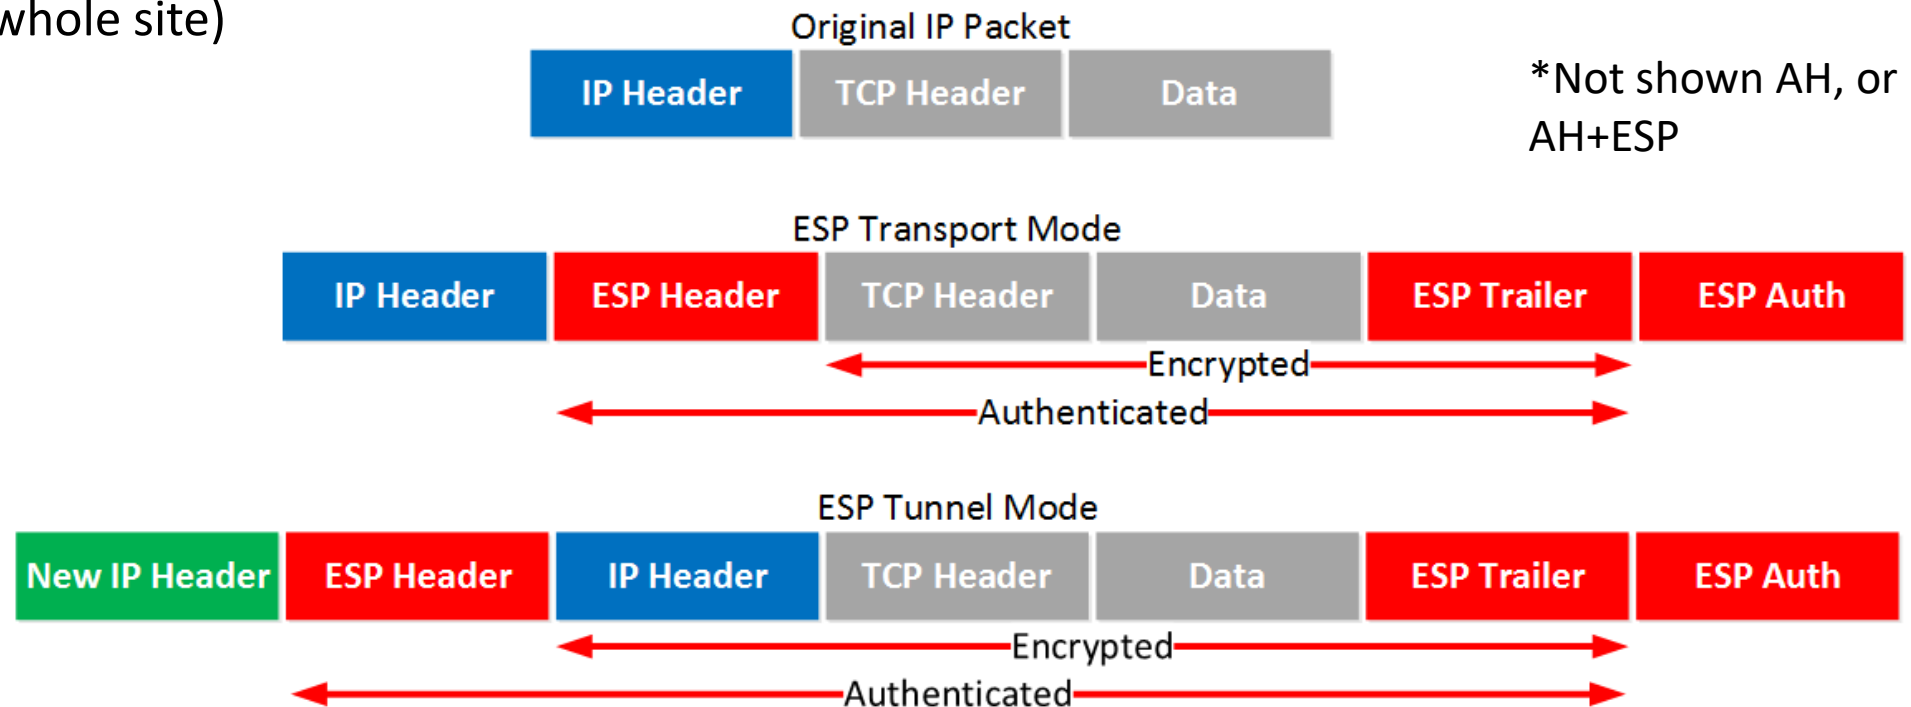 whole site)
Original IP Packet
IP Header TCP Header Data
*Not shown AH, or
AH+ESP
ESP Transport Mode
IP Header ESP Header TCP Header Data ESP Trailer ESP Auth
Encrypted
Authenticated
ESP Tunnel Mode
New IP Header ESP Header IP Header TCP Header Data ESP Trailer ESP Auth
Encrypted
Authenticated